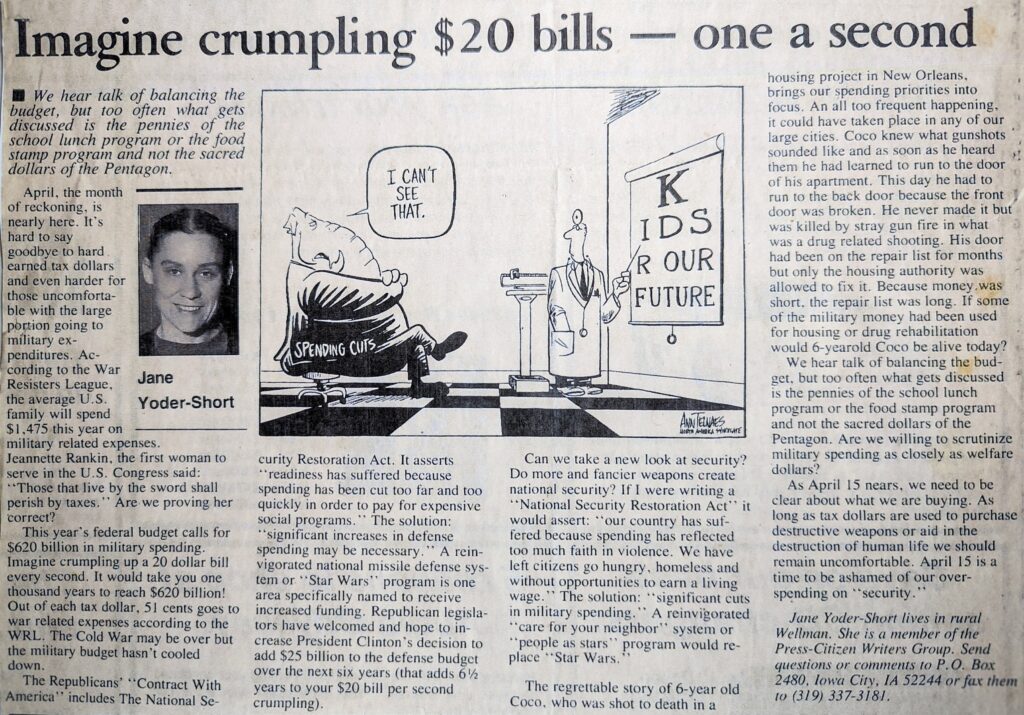 Imagine crumpling $20 bills — one a second
■ We hear talk of balancing the
budget, but too often what gets
discussed is the pennies of the
school lunch program or the food
stamp program and not the sacred
dollars of the Pentagon.
April, the month
of reckoning, is
nearly here. It's
hard to say
goodbye to hard
earned tax dollars
and even harder for
those uncomforta-
ble with the large
portion going to
military ex-
penditures. Ac-
cording to the War
Resisters League,
the average U.S.
family will spend
$1,475 this year on
military related expenses.
Jeannette Rankin, the first woman to
serve in the U.S. Congress said:
"Those that live by the sword shall
perish by taxes." Are we proving her
correct?
This year's federal budget calls for
$620 billion in military spending.
Imagine crumpling up a 20 dollar bill
every second. It would take you one
thousand years to reach $620 billion!
Out of each tax dollar, 51 cents goes to
war related expenses according to the
WRL. The Cold War may be over but
the military budget hasn't cooled
down.
The Republicans' "Contract With
America" includes The National Se-
Jane
Yoder-Short
I CAN'T
SEE
THAT.
SPENDING CUTS
K
IDS
R OUR
FUTURE
ANN TELNAES
NORTH AMERICA SYNDICATE
curity Restoration Act. It asserts
"readiness has suffered because
spending has been cut too far and too
quickly in order to pay for expensive
social programs." The solution:
"significant increases in defense
spending may be necessary." A rein-
vigorated national missile defense sys-
tem or "Star Wars" program is one
area specifically named to receive
increased funding. Republican legisla-
tors have welcomed and hope to in-
crease President Clinton's decision to
add $25 billion to the defense budget
over the next six years (that adds 6½
years to your $20 bill per second
crumpling).
Can we take a new look at security?
Do more and fancier weapons create
national security? If I were writing a
"National Security Restoration Act" it
would assert: "our country has suf-
fered because spending has reflected
too much faith in violence. We have
left citizens go hungry, homeless and
without opportunities to earn a living
wage." The solution: "significant cuts
in military spending." A reinvigorated
"care for your neighbor" system or
"people as stars" program would re-
place "Star Wars."
The regrettable story of 6-year old
Coco, who was shot to death in a
housing project in New Orleans,
brings our spending priorities into
focus. An all too frequent happening,
it could have taken place in any of our
large cities. Coco knew what gunshots
sounded like and as soon as he heard
them he had learned to run to the door
of his apartment. This day he had to
run to the back door because the front
door was broken. He never made it but
was killed by stray gun fire in what
was a drug related shooting. His door
had been on the repair list for months
but only the housing authority was
allowed to fix it. Because money was
short, the repair list was long. If some
of the military money had been used
for housing or drug rehabilitation
would 6-yearold Coco be alive today?
We hear talk of balancing the bud-
get, but too often what gets discussed
is the pennies of the school lunch
program or the food stamp program
and not the sacred dollars of the
Pentagon. Are we willing to scrutinize
military spending as closely as welfare
dollars?
As April 15 nears, we need to be
clear about what we are buying. As
long as tax dollars are used to purchase
destructive weapons or aid in the
destruction of human life we should
remain uncomfortable. April 15 is a
time to be ashamed of our over-
spending on "security."
Jane Yoder-Short lives in rural
Wellman. She is a member of the
Press-Citizen Writers Group. Send
questions or comments to P.O. Box
2480, Iowa City, IA 52244 or fax them
to (319) 337-3181.